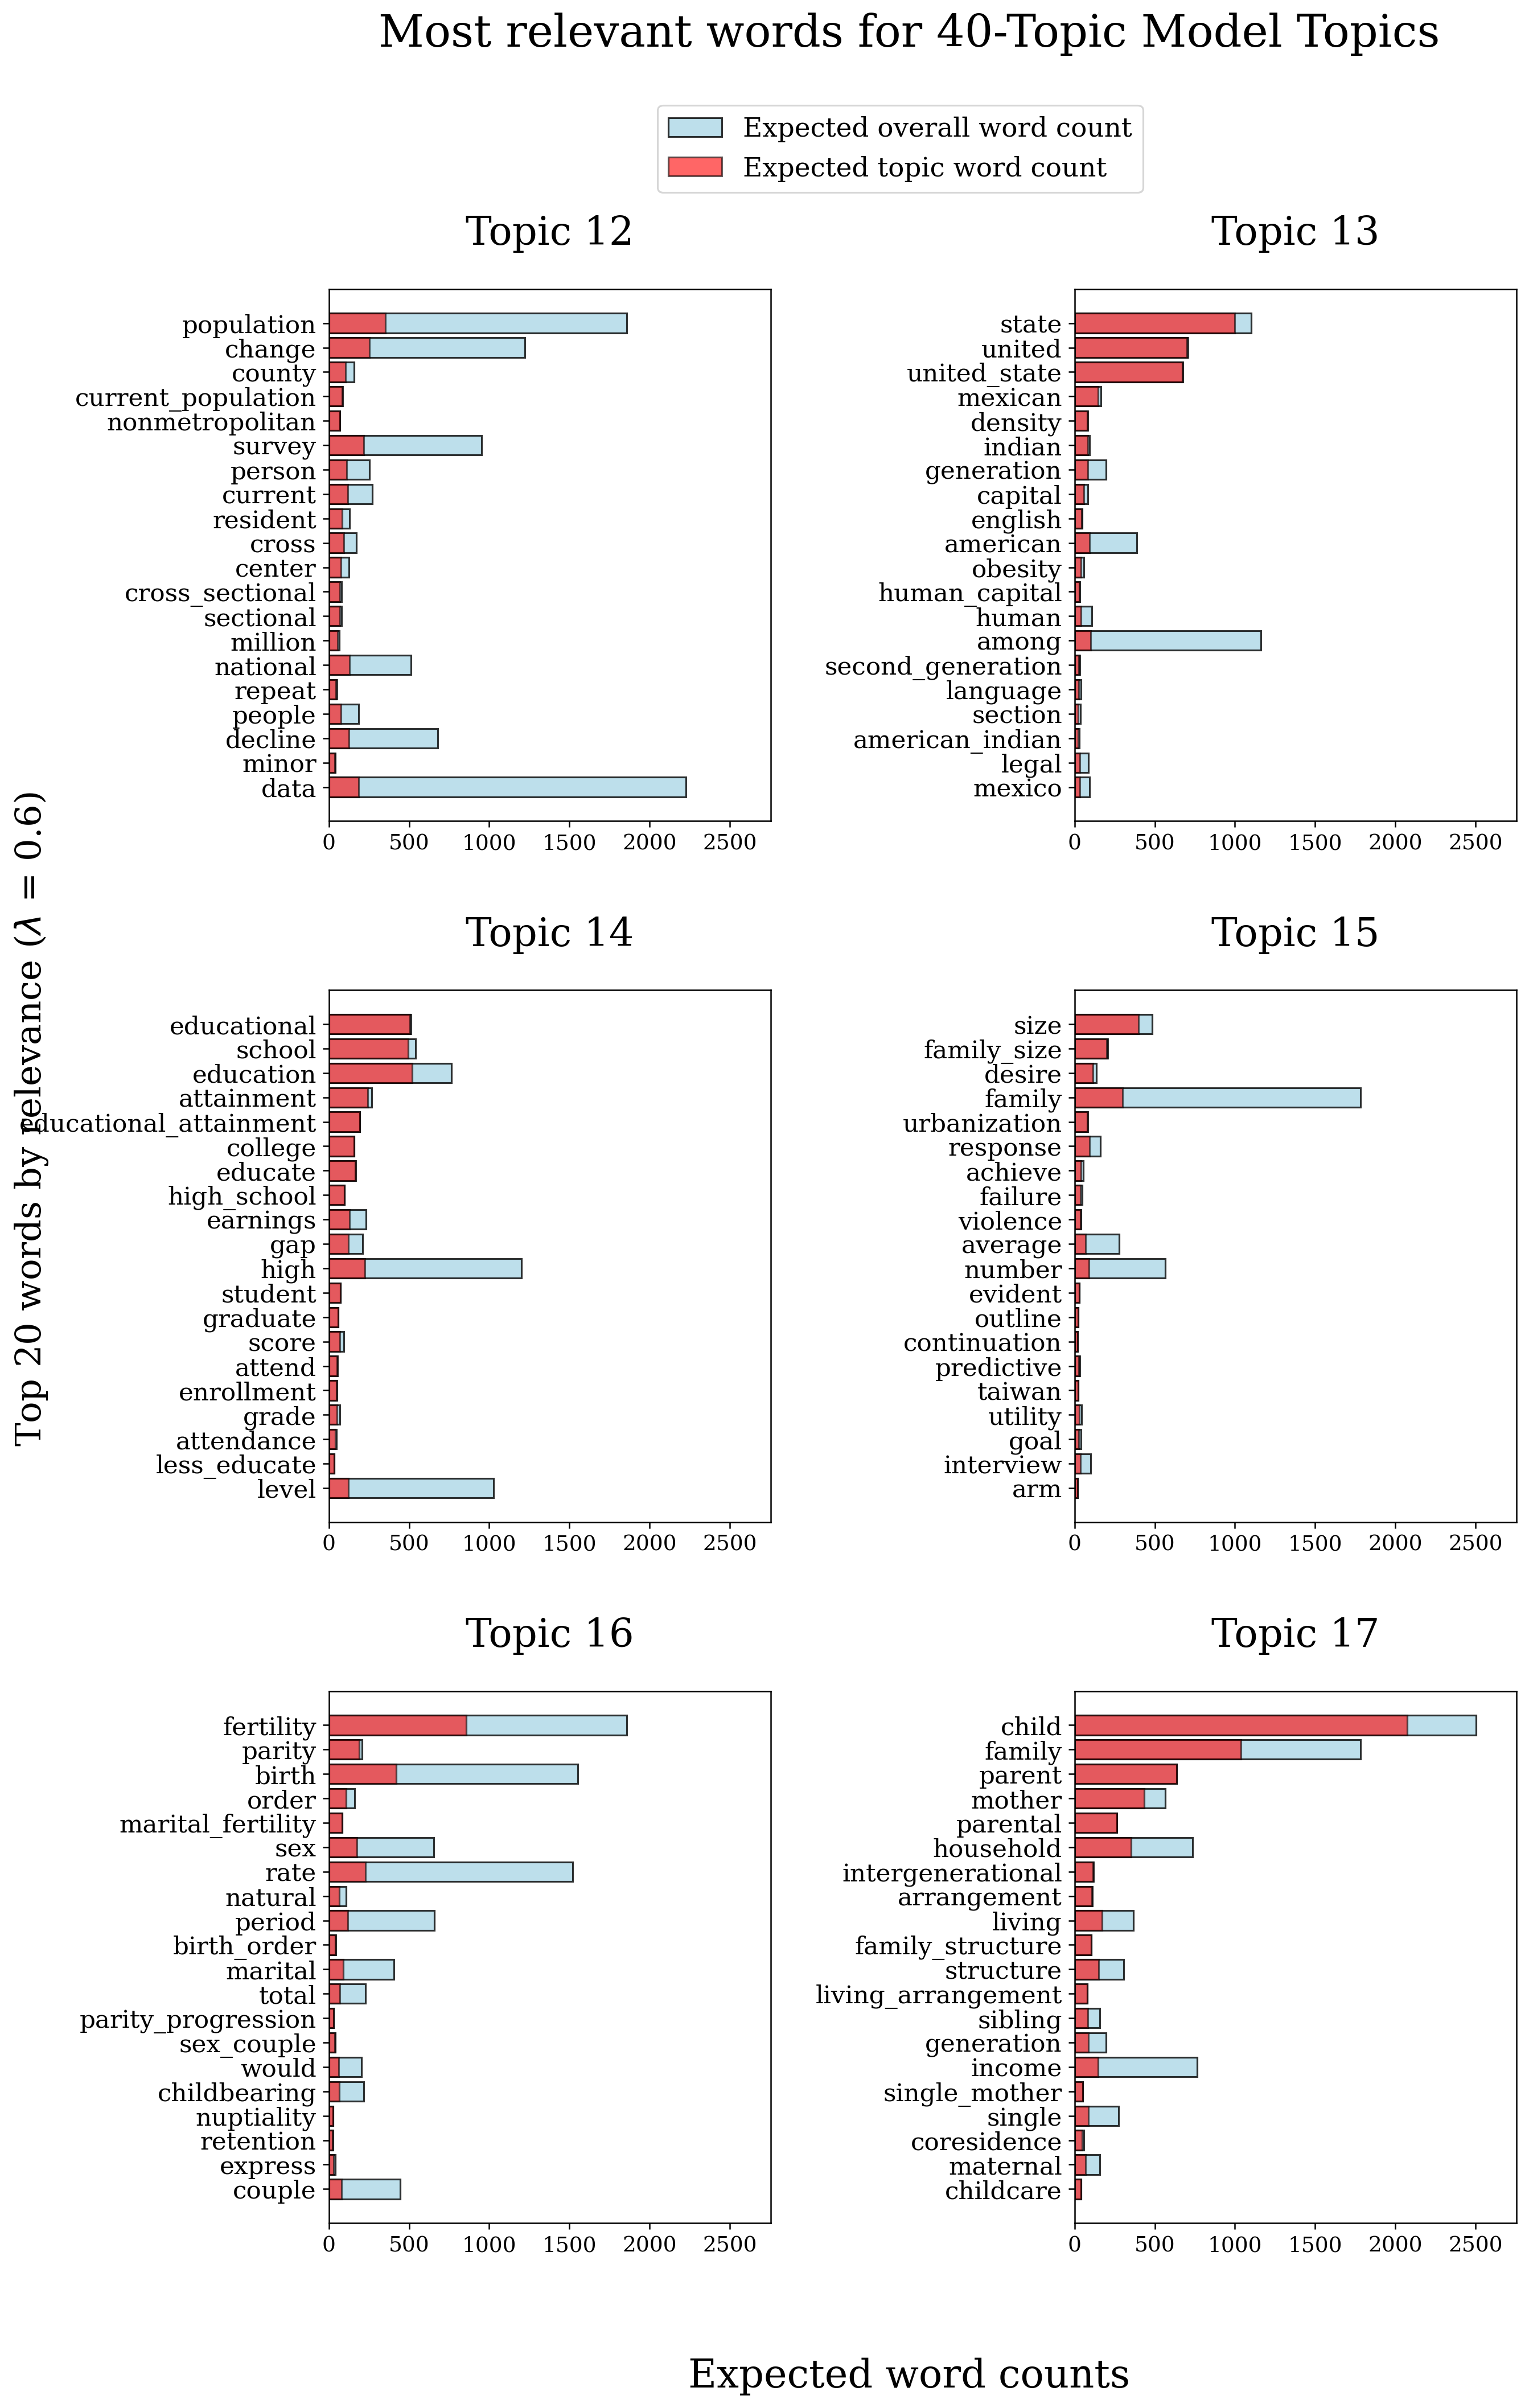 Most relevant words for 40-Topic Model Topics
Expected overall word count
Expected topic word count
Top 20 words by relevance (λ = 0.6)
Topic 12
population
change
county
current_population
nonmetropolitan
survey
person
current
resident
cross
center
cross_sectional
sectional
million
national
repeat
people
decline
minor
data
0 500 1000 1500 2000 2500
Topic 13
state
united
united_state
mexican
density
indian
generation
capital
english
american
obesity
human_capital
human
among
second_generation
language
section
american_indian
legal
mexico
0 500 1000 1500 2000 2500
Topic 14
educational
school
education
attainment
educational_attainment
college
educate
high_school
earnings
gap
high
student
graduate
score
attend
enrollment
grade
attendance
less_educate
level
0 500 1000 1500 2000 2500
Topic 15
size
family_size
desire
family
urbanization
response
achieve
failure
violence
average
number
evident
outline
continuation
predictive
taiwan
utility
goal
interview
arm
0 500 1000 1500 2000 2500
Topic 16
fertility
parity
birth
order
marital_fertility
sex
rate
natural
period
birth_order
marital
total
parity_progression
sex_couple
would
childbearing
nuptiality
retention
express
couple
0 500 1000 1500 2000 2500
Topic 17
child
family
parent
mother
parental
household
intergenerational
arrangement
living
family_structure
structure
living_arrangement
sibling
generation
income
single_mother
single
coresidence
maternal
childcare
0 500 1000 1500 2000 2500
Expected word counts